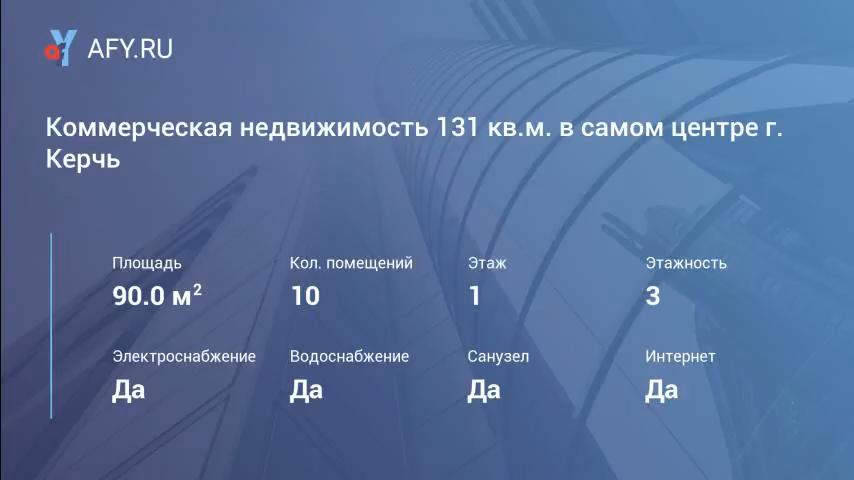 AFY.RU
Коммерческая недвижимость 131 кв.м. в самом центре г.
Керчь
Площадь
90.0 м²
Кол. помещений
10
Этаж
1
Этажность
3
Электроснабжение
Да
Водоснабжение
Да
Санузел
Да
Интернет
Да